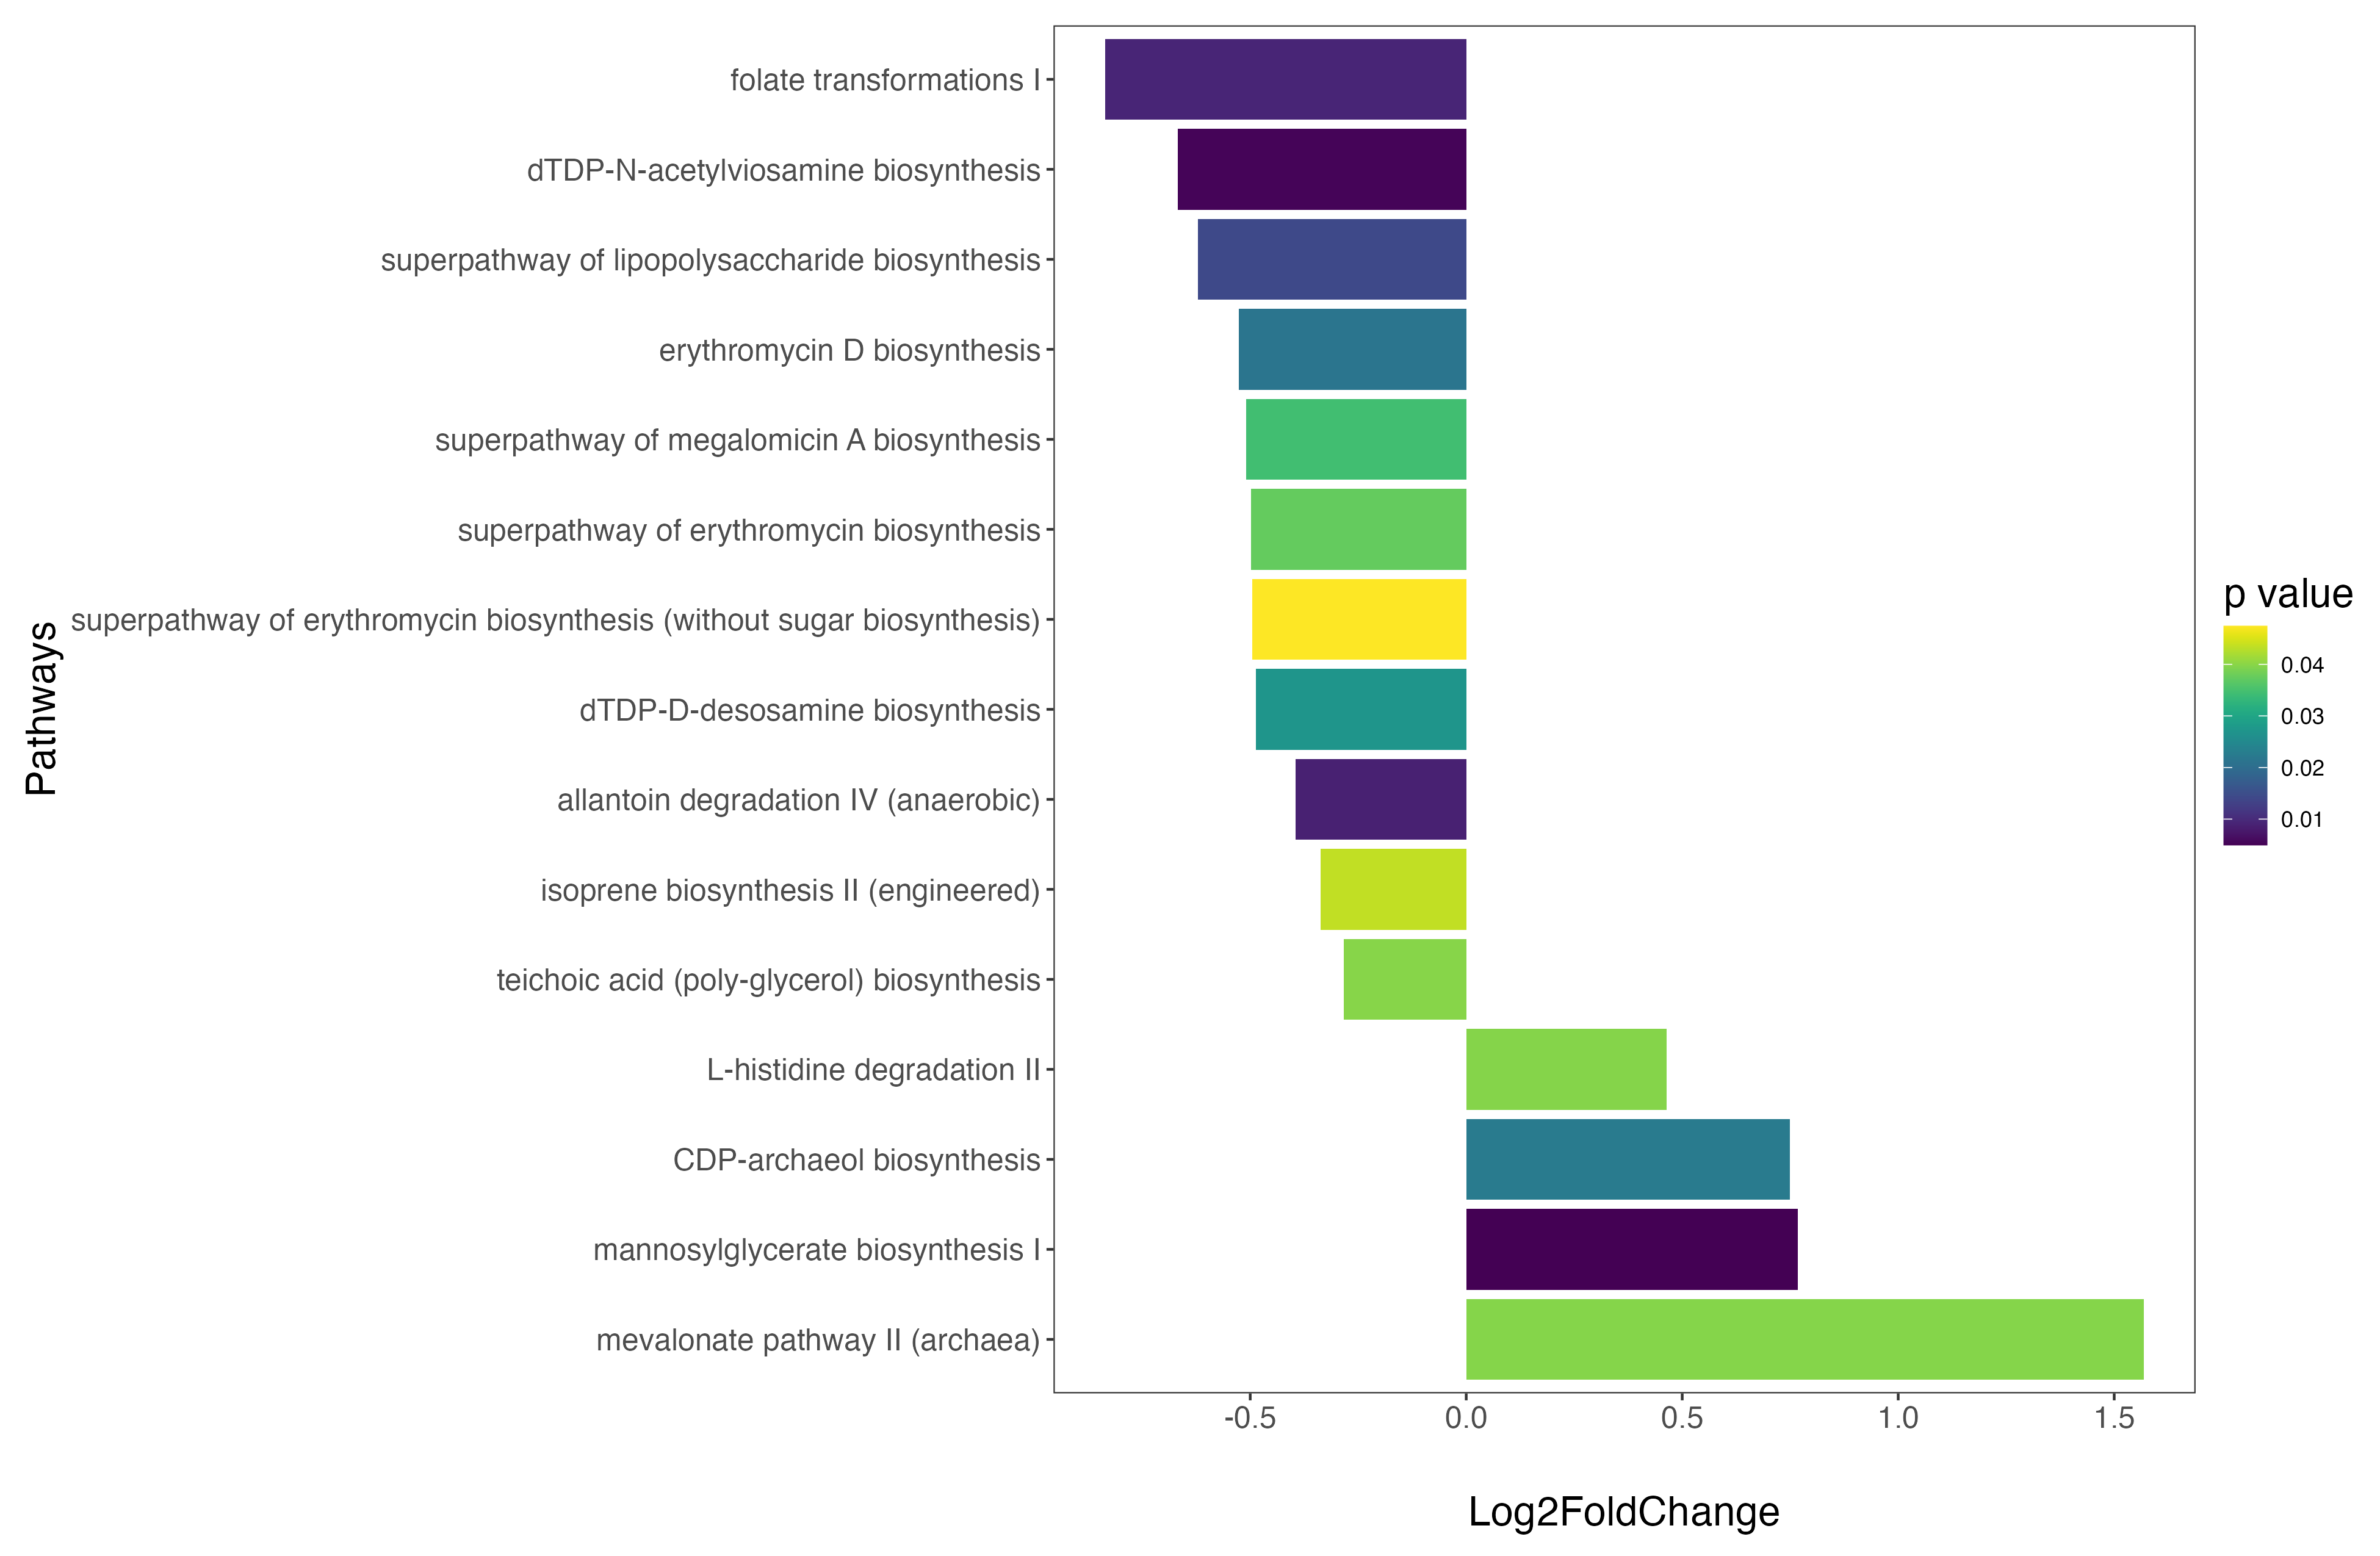 folate transformations I
dTDP-N-acetylviosamine biosynthesis
superpathway of lipopolysaccharide biosynthesis
erythromycin D biosynthesis
superpathway of megalomicin A biosynthesis
superpathway of erythromycin biosynthesis
superpathway of erythromycin biosynthesis (without sugar biosynthesis)
dTDP-D-desosamine biosynthesis
allantoin degradation IV (anaerobic)
isoprene biosynthesis II (engineered)
teichoic acid (poly-glycerol) biosynthesis
L-histidine degradation II
CDP-archaeol biosynthesis
mannosylglycerate biosynthesis I
mevalonate pathway II (archaea)
Pathways
-0.5 0.0 0.5 1.0 1.5
Log2FoldChange
p value
0.04
0.03
0.02
0.01